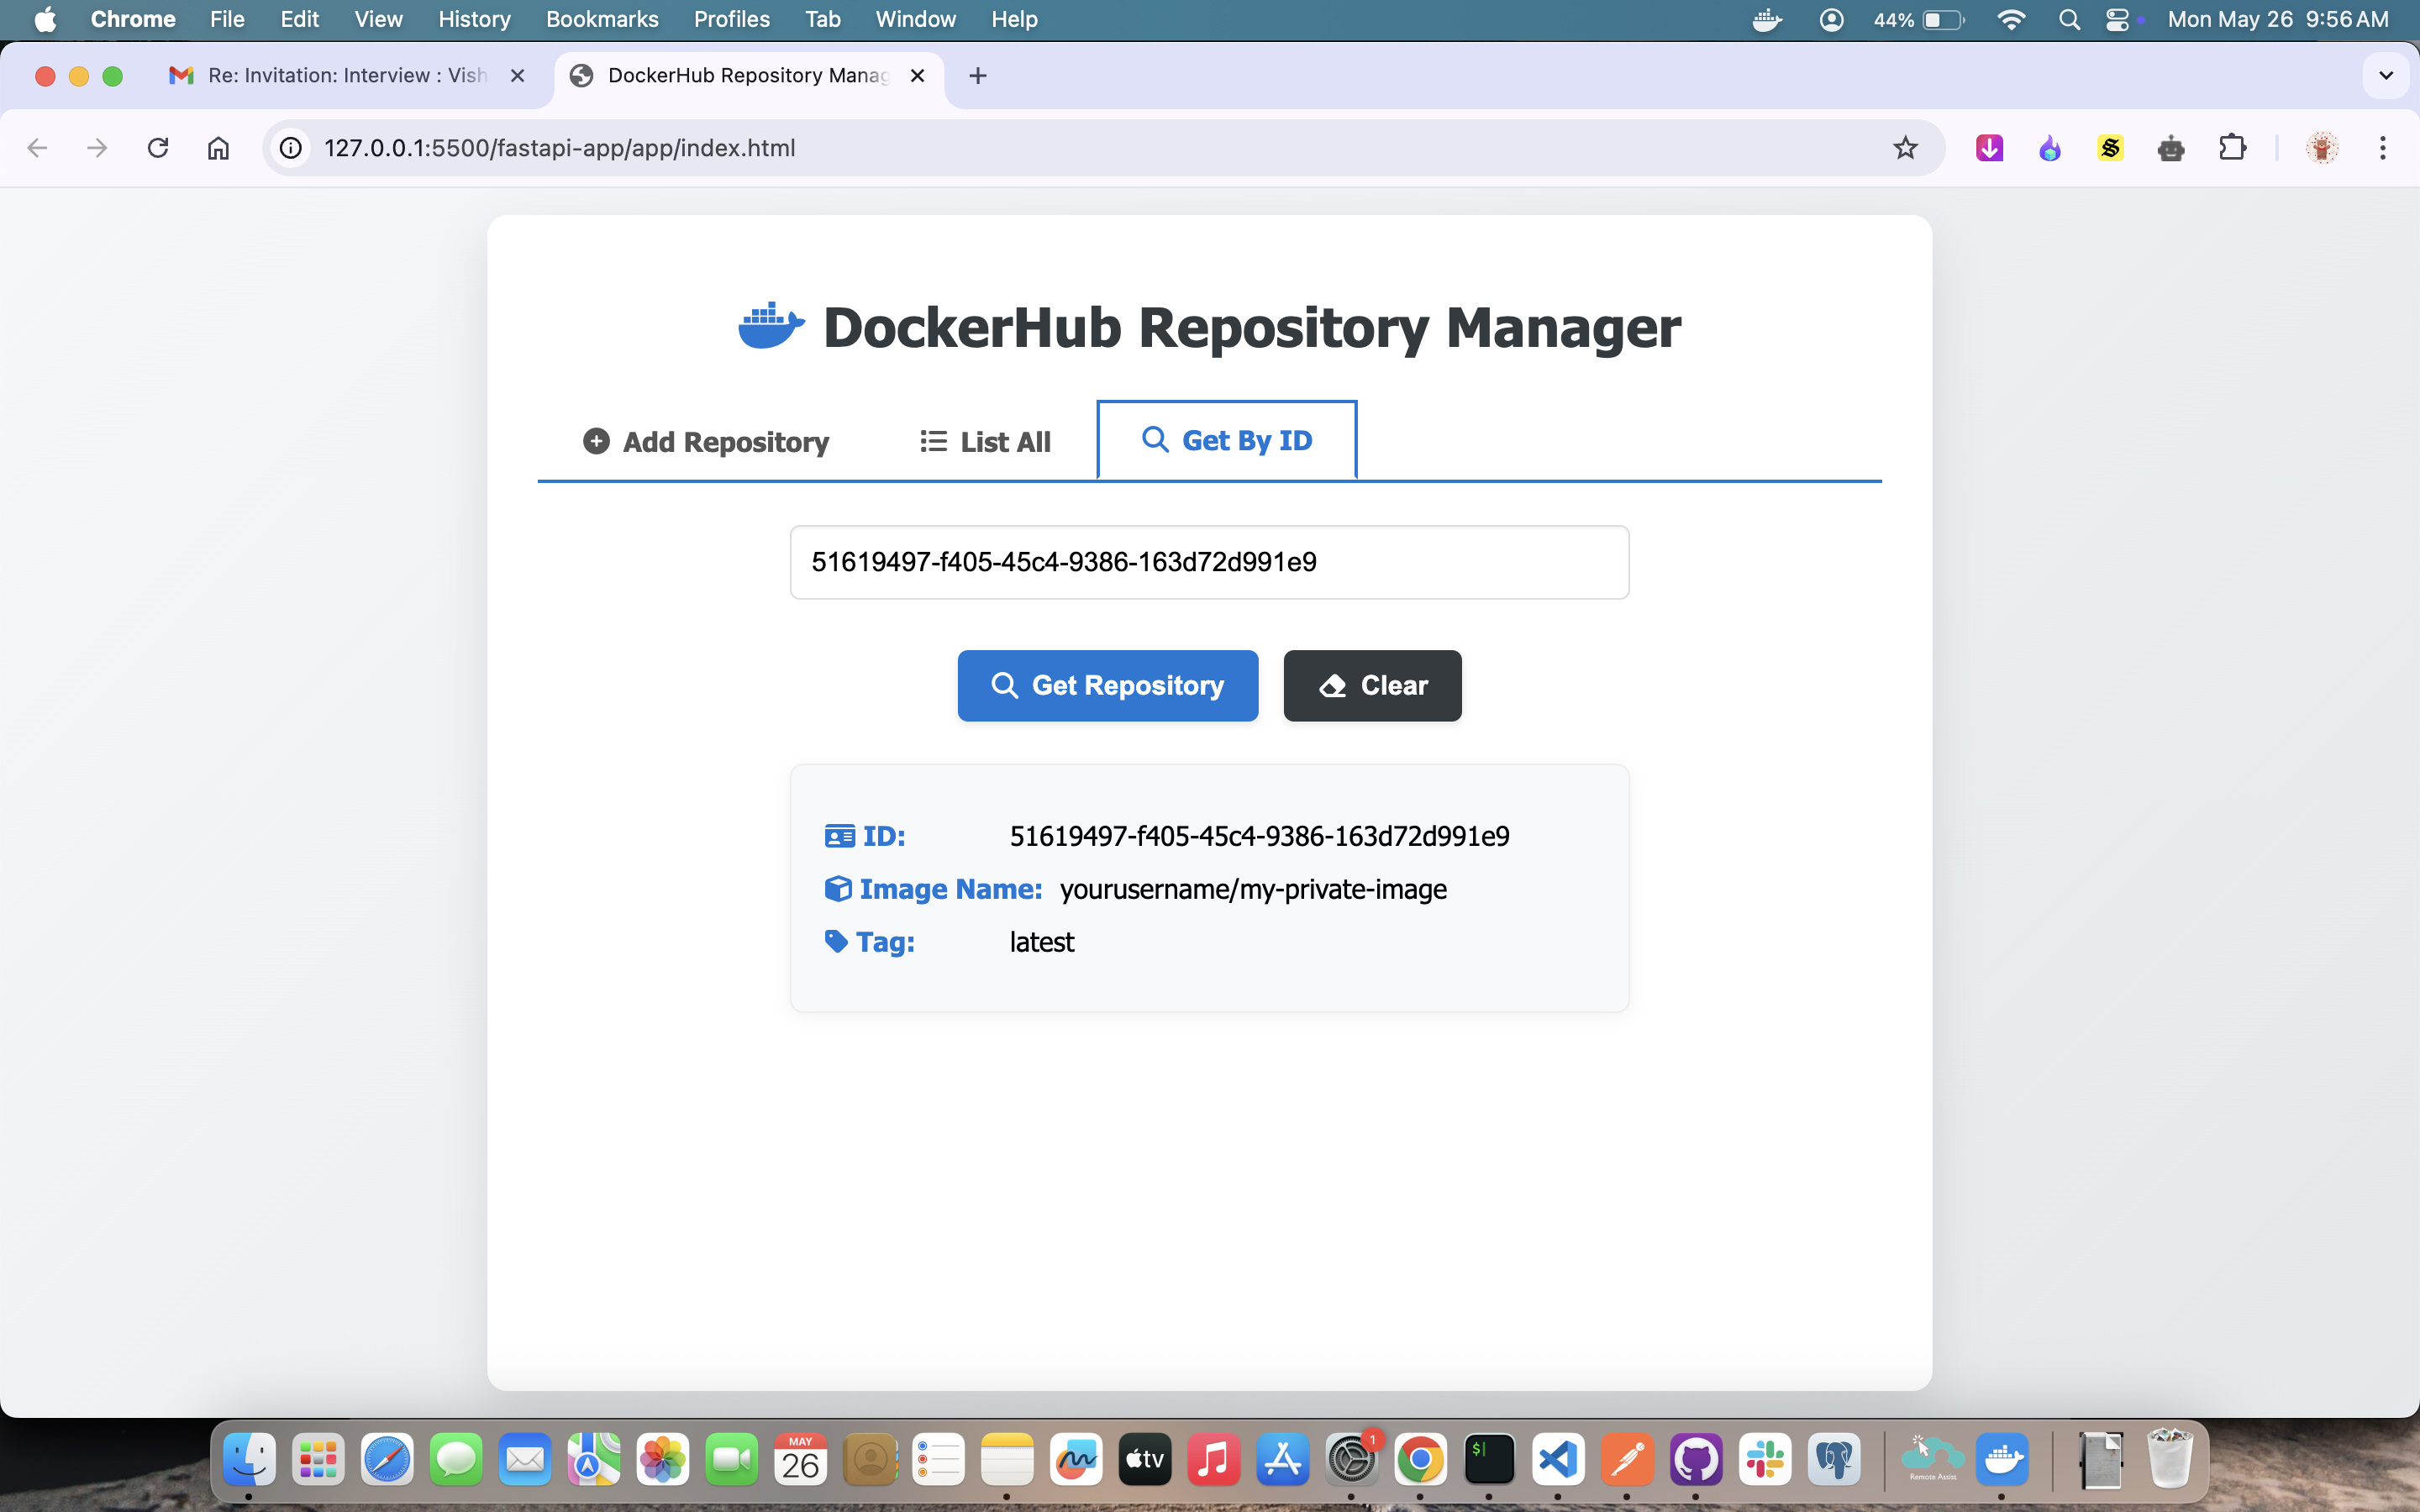 Chrome File Edit View History Bookmarks Profiles Tab Window Help 44% Mon May 26 9:56 AM
Re: Invitation: Interview : Vish DockerHub Repository Manag
127.0.0.1:5500/fastapi-app/app/index.html
DockerHub Repository Manager
Add Repository List All Get By ID
51619497-f405-45c4-9386-163d72d991e9
Get Repository Clear
ID: 51619497-f405-45c4-9386-163d72d991e9
Image Name: yourusername/my-private-image
Tag: latest
MAY
26
tv
1
$
Remote Assist